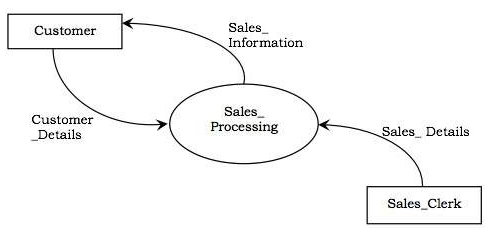 Customer
Sales_
Information
Customer
_Details
Sales_
Processing
Sales_ Details
Sales_Clerk